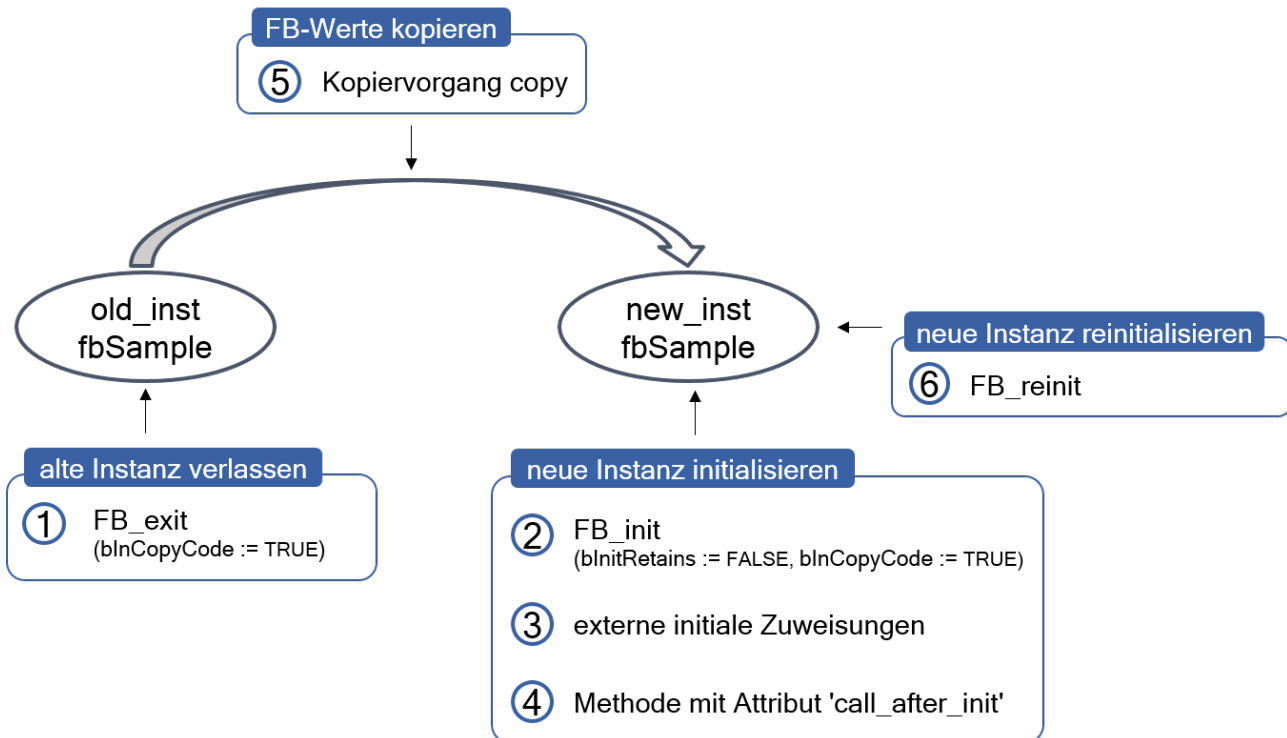 FB-Werte kopieren
5 Kopiervorgang copy
old_inst
fbSample
new_inst
fbSample
neue Instanz reinitialisieren
6 FB_reinit
alte Instanz verlassen
1 FB_exit
(bInCopyCode := TRUE)
neue Instanz initialisieren
2 FB_init
(bInitRetains := FALSE, bInCopyCode := TRUE)
3 externe initiale Zuweisungen
4 Methode mit Attribut 'call_after_init'